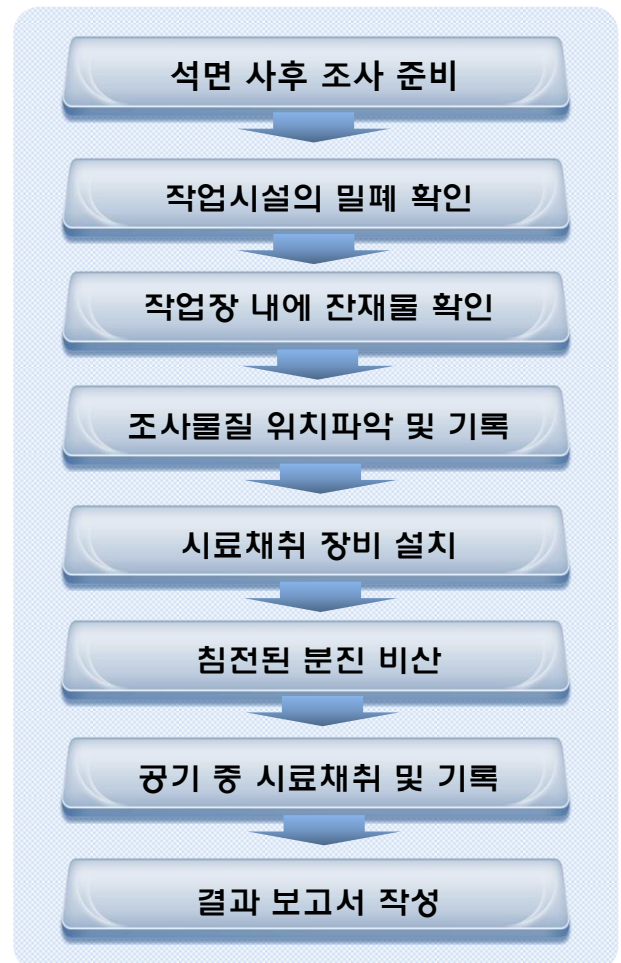 석면 사후 조사 준비
작업시설의 밀폐 확인
작업장 내에 잔재물 확인
조사물질 위치파악 및 기록
시료채취 장비 설치
침전된 분진 비산
공기 중 시료채취 및 기록
결과 보고서 작성